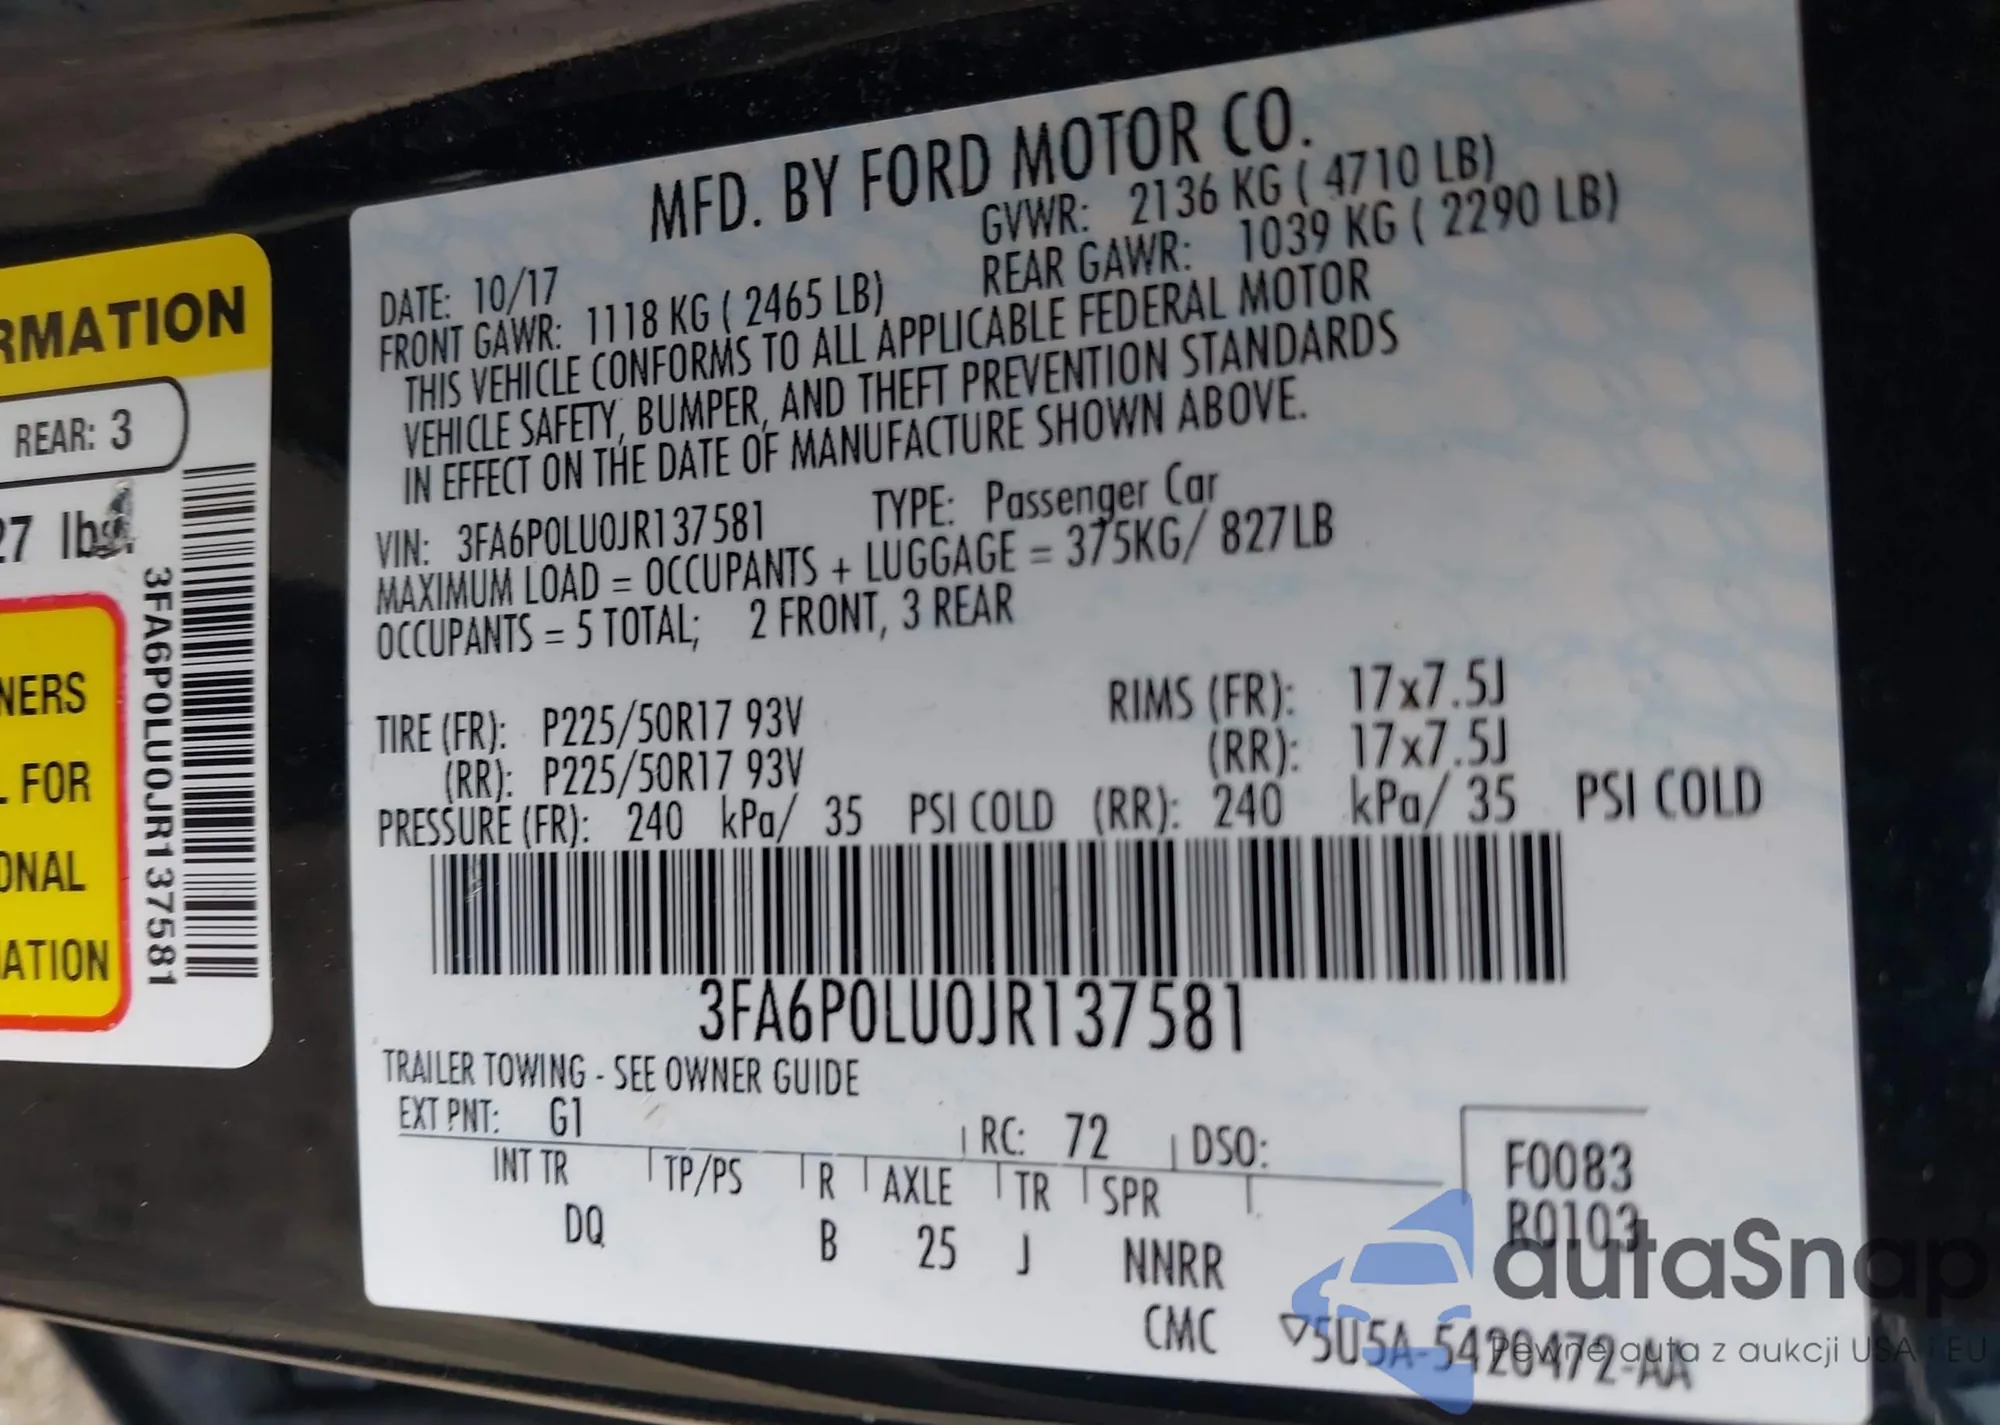 RMATION
REAR: 3
27 lbs.
3FA6P0LU0JR137581
NERS
L FOR
ONAL
MATION
MFD. BY FORD MOTOR CO.
DATE: 10/17 GVWR: 2136 KG ( 4710 LB)
FRONT GAWR: 1118 KG ( 2465 LB) REAR GAWR: 1039 KG ( 2290 LB)
THIS VEHICLE CONFORMS TO ALL APPLICABLE FEDERAL MOTOR
VEHICLE SAFETY, BUMPER, AND THEFT PREVENTION STANDARDS
IN EFFECT ON THE DATE OF MANUFACTURE SHOWN ABOVE.
VIN: 3FA6P0LU0JR137581 TYPE: Passenger Car
MAXIMUM LOAD = OCCUPANTS + LUGGAGE = 375KG/ 827LB
OCCUPANTS = 5 TOTAL; 2 FRONT, 3 REAR
TIRE (FR): P225/50R17 93V RIMS (FR): 17x7.5J
(RR): P225/50R17 93V (RR): 17x7.5J
PRESSURE (FR): 240 kPa/ 35 PSI COLD (RR): 240 kPa/ 35 PSI COLD
3FA6P0LU0JR137581
TRAILER TOWING - SEE OWNER GUIDE
EXT PNT: G1 RC: 72 DSO:
INT TR TP/PS R AXLE TR SPR
DQ B 25 J NNRR
CMC
F0083
R0103
▽5U5A-5420472-AA
autaSnap
Pewne auta z aukcji USA i EU